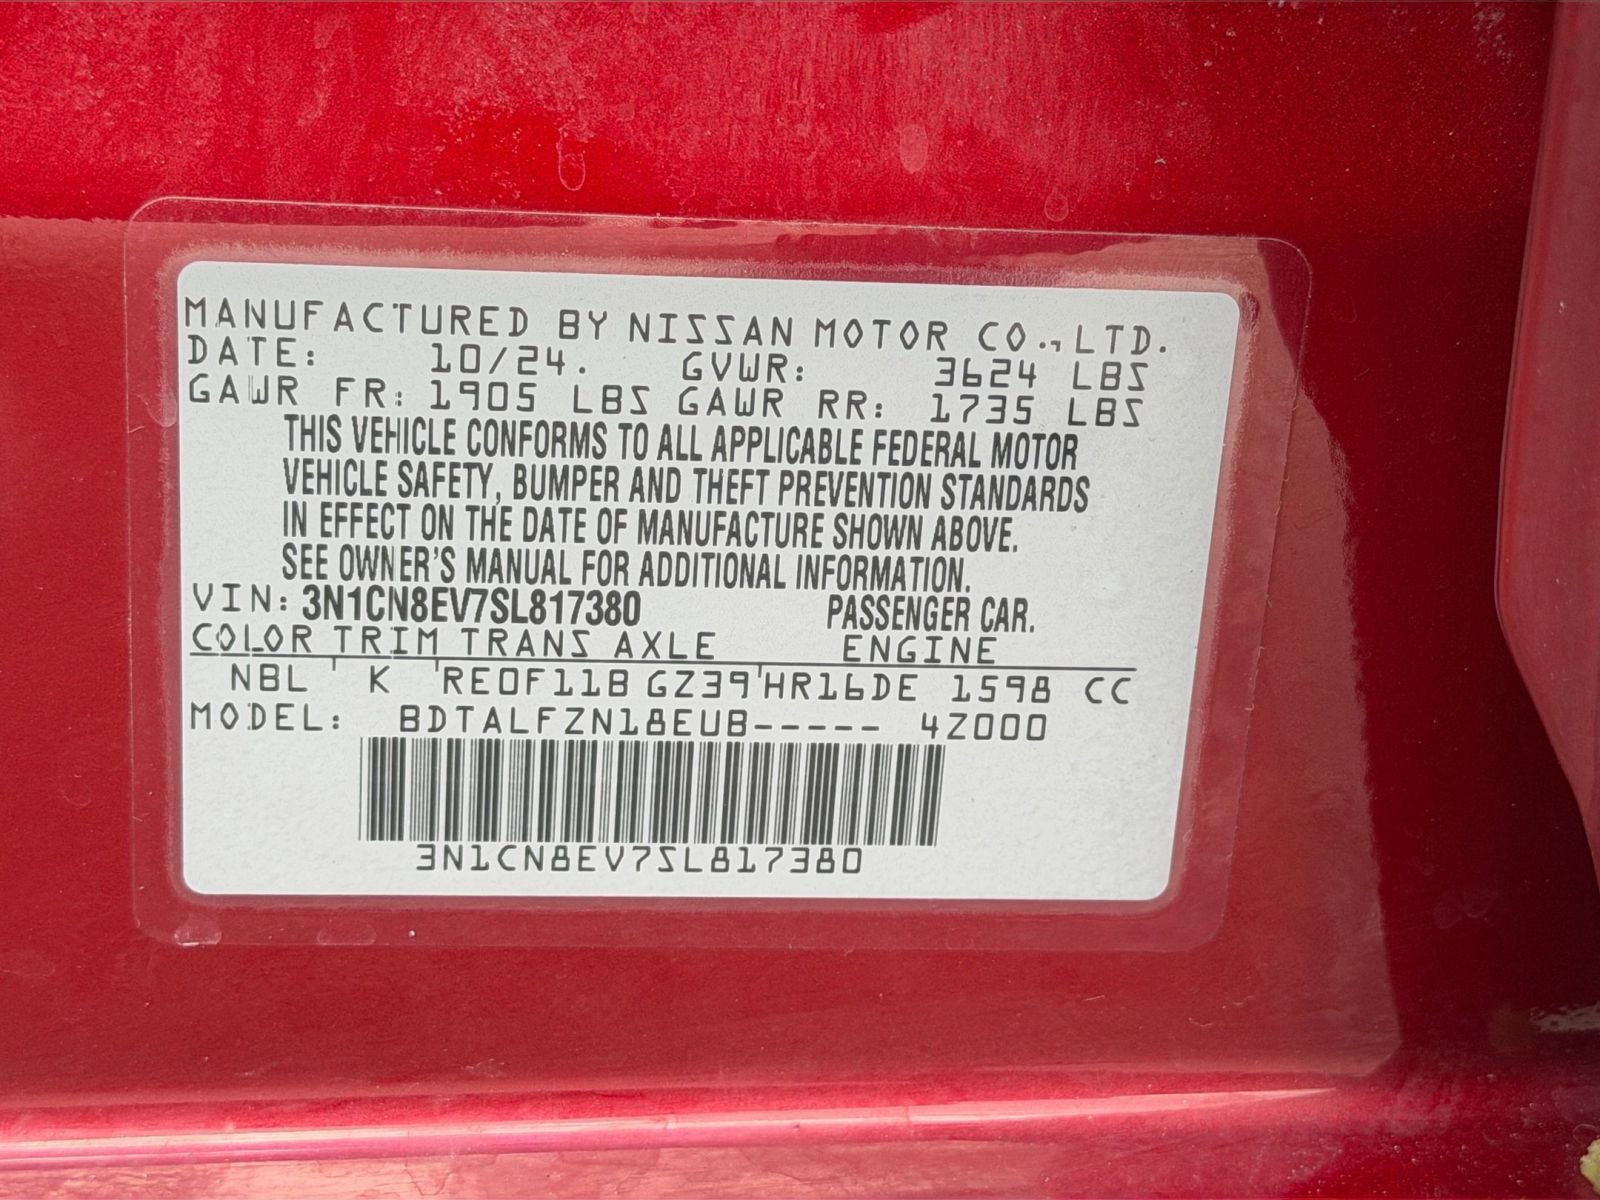 MANUFACTURED BY NISSAN MOTOR CO., LTD.
DATE: 10/24. GVWR: 3624 LBS
GAWR FR: 1905 LBS GAWR RR: 1735 LBS
THIS VEHICLE CONFORMS TO ALL APPLICABLE FEDERAL MOTOR
VEHICLE SAFETY, BUMPER AND THEFT PREVENTION STANDARDS
IN EFFECT ON THE DATE OF MANUFACTURE SHOWN ABOVE.
SEE OWNER'S MANUAL FOR ADDITIONAL INFORMATION.
VIN: 3N1CN8EV7SL817380 PASSENGER CAR.
COLOR TRIM TRANS AXLE ENGINE
NBL K RE0F11B GZ39 HR16DE 1598 CC
MODEL: BDTALFZN18EUB----- 4Z000
3N1CN8EV7SL817380